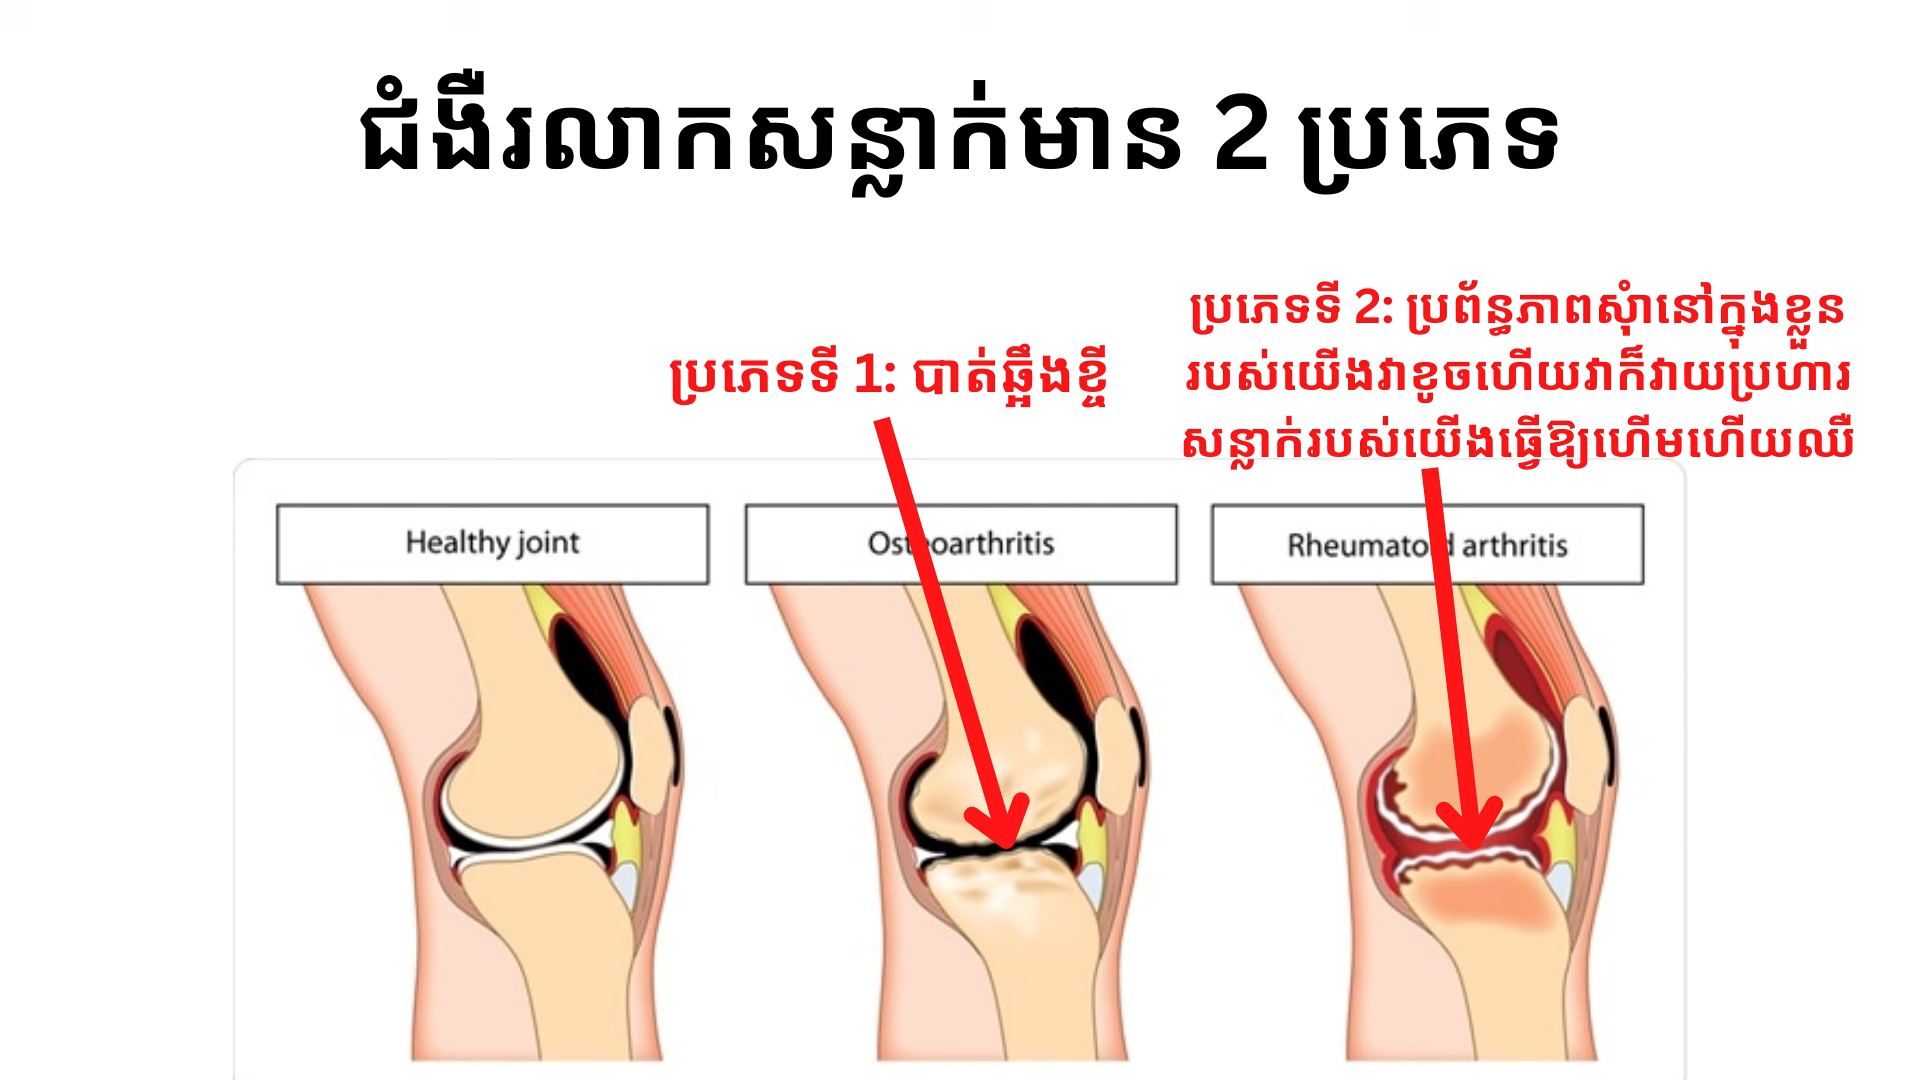 ជំងឺរលាកសន្លាក់មាន 2 ប្រភេទ
ប្រភេទទី 2: ប្រព័ន្ធភាពស៊ុំានៅក្នុងខ្លួន
របស់យើងវាខូចហើយវាក៏វាយប្រហារ
សន្លាក់របស់យើងធ្វើឱ្យហើមហើយឈឺ
ប្រភេទទី 1: បាត់ឆ្អឹងខ្ចី
Healthy joint
Osteoarthritis
Rheumatoid arthritis